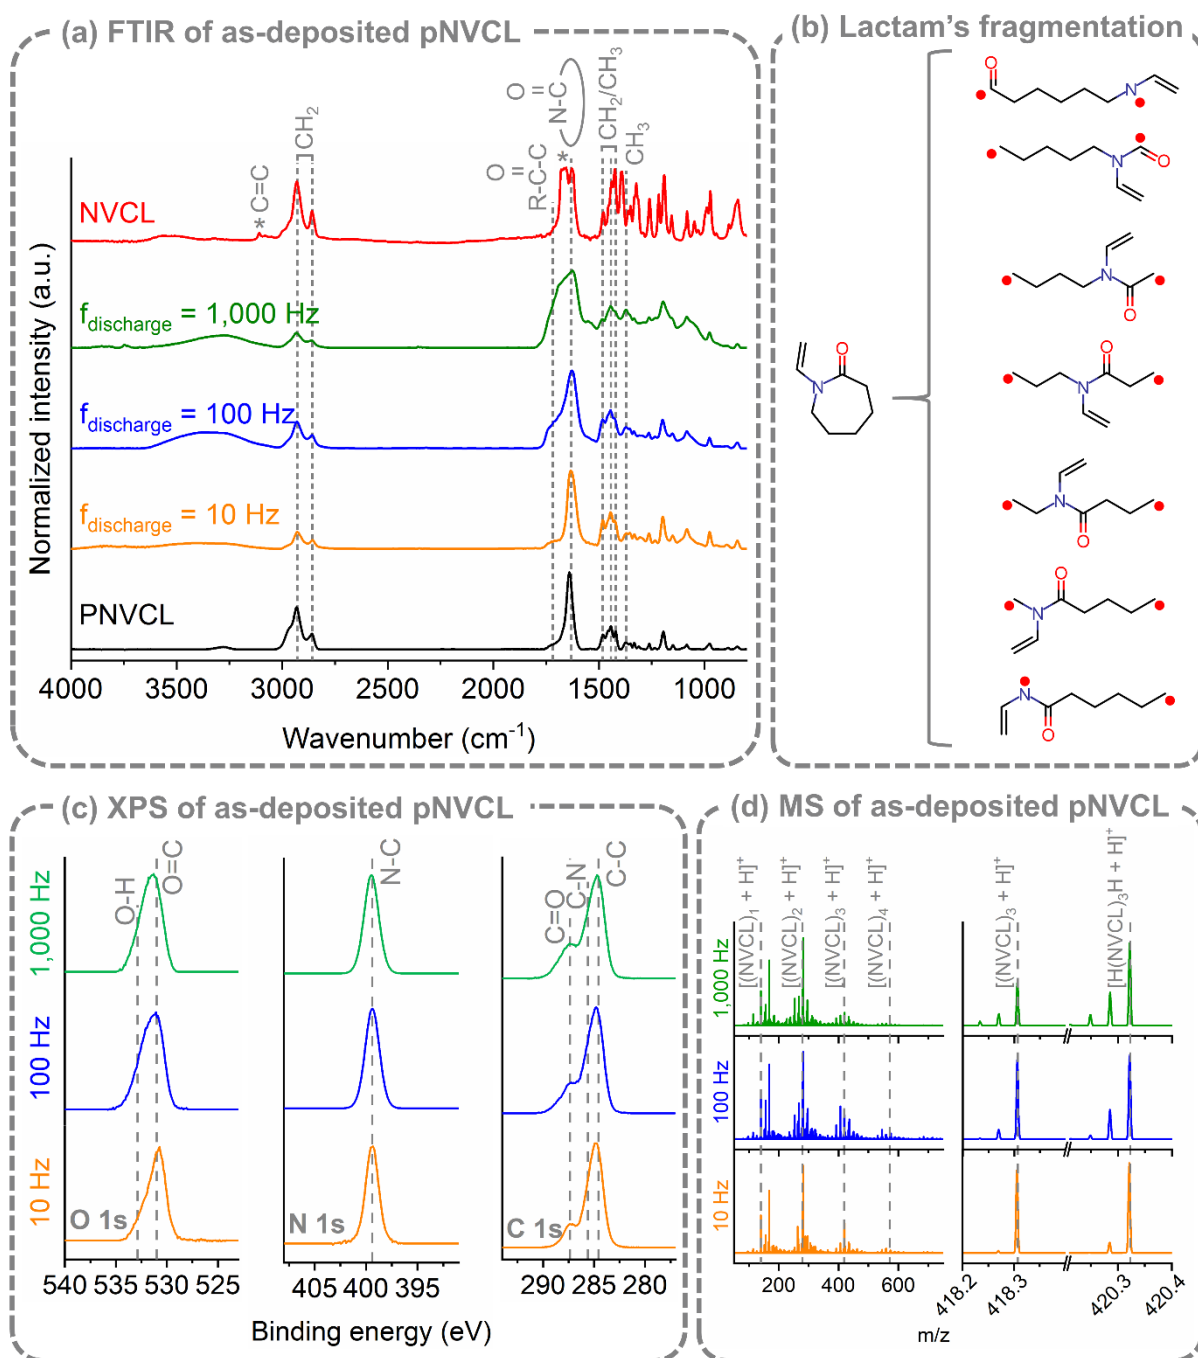 (a) FTIR of as-deposited pNVCL
(b) Lactam's fragmentation
*C=C
CH2
O
R-C-C
O
=
*N-C
CH2/CH3
CH3
NVCL
fdischarge = 1,000 Hz
fdischarge = 100 Hz
fdischarge = 10 Hz
PNVCL
Normalized intensity (a.u.)
4000 3500 3000 2500 2000 1500 1000
Wavenumber (cm-1)
O
N
N
O
N
O
O
N
N
O
N
O
O
N
N
O
N
O
(c) XPS of as-deposited pNVCL
1,000 Hz
100 Hz
10 Hz
O-H
O=C
N-C
C=O
C-N
C-C
O 1s
N 1s
C 1s
540 535 530 525
405 400 395
290 285 280
Binding energy (eV)
(d) MS of as-deposited pNVCL
[(NVCL)1 + H]+
[(NVCL)2 + H]+
[(NVCL)3 + H]+
[(NVCL)4 + H]+
[(NVCL)3 + H]+
[H(NVCL)3H + H]+
1,000 Hz
100 Hz
10 Hz
200 400 600
418.2 418.3 420.3 420.4
m/z